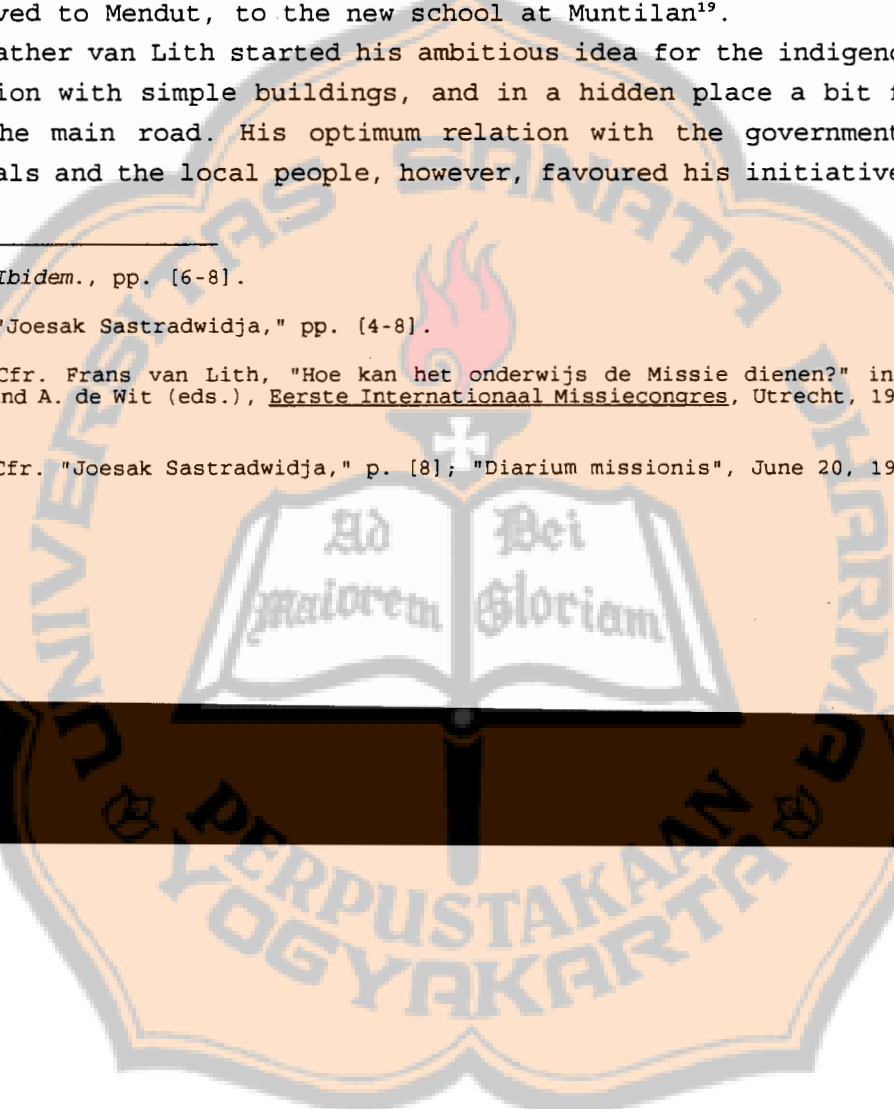 ved to Mendut, to the new school at Muntilan¹⁹.
ather van Lith started his ambitious idea for the indigeno
ion with simple buildings, and in a hidden place a bit f
he main road. His optimum relation with the government
als and the local people, however, favoured his initiative
Ibidem., pp. [6-8].
"Joesak Sastradwidja," pp. [4-8].
Cfr. Frans van Lith, "Hoe kan het onderwijs de Missie dienen?" in
nd A. de Wit (eds.), Eerste Internationaal Missiecongres, Utrecht, 19
Cfr. "Joesak Sastradwidja," p. [8]; "Diarium missionis", June 20, 19
UNIVERSITAS SANATA DHARMA
Ad Dei
maiorem Gloriam
PERPUSTAKAAN
YOGYAKARTA